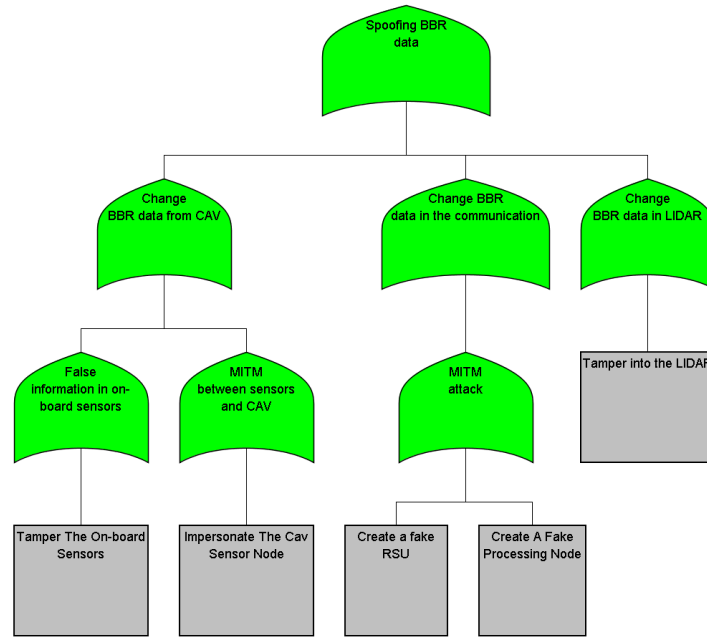 Spoofing BBR
data
Change
BBR data from CAV
Change BBR
data in the communication
Change
BBR data in LIDAR
False
information in on-
board sensors
MITM
between sensors
and CAV
MITM
attack
Tamper into the LIDAR
Tamper The On-board
Sensors
Impersonate The Cav
Sensor Node
Create a fake
RSU
Create A Fake
Processing Node